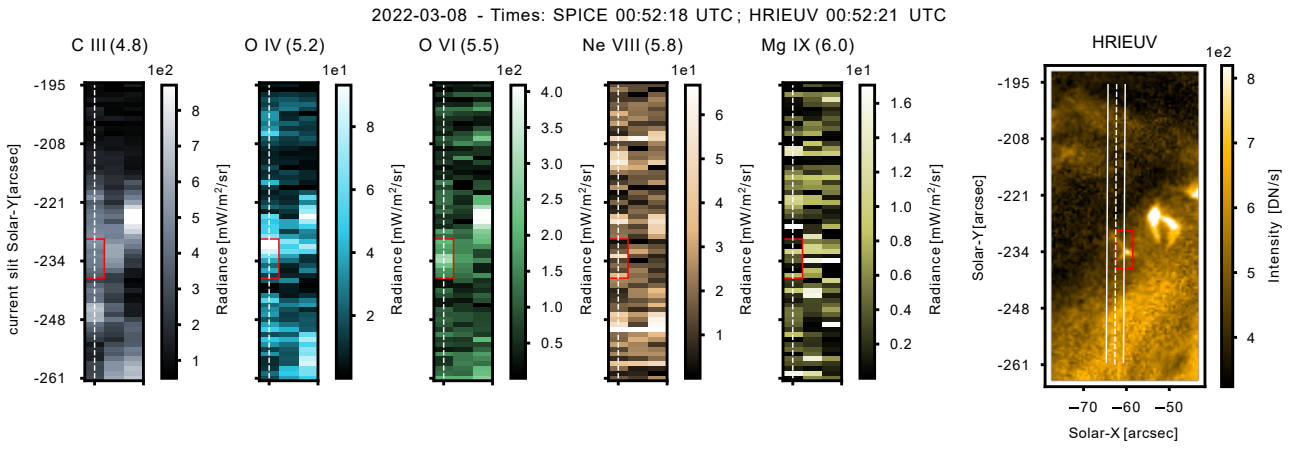 2022-03-08 - Times: SPICE 00:52:18 UTC; HRIEUV 00:52:21 UTC
C III (4.8)
O IV (5.2)
O VI (5.5)
Ne VIII (5.8)
Mg IX (6.0)
HRIEUV
1e2
1e1
1e2
1e1
1e1
1e2
current slit Solar-Y[arcsec]
-195
-208
-221
-234
-248
-261
8
7
6
5
4
3
2
1
Radiance[mW/m²/sr]
8
6
4
2
Radiance[mW/m²/sr]
4.0
3.5
3.0
2.5
2.0
1.5
1.0
0.5
Radiance[mW/m²/sr]
6
5
4
3
2
1
Radiance[mW/m²/sr]
1.6
1.4
1.2
1.0
0.8
0.6
0.4
0.2
Radiance[mW/m²/sr]
Solar-Y[arcsec]
-195
-208
-221
-234
-248
-261
−70 −60 −50
Solar-X [arcsec]
8
7
6
5
4
Intensity [DN/s]